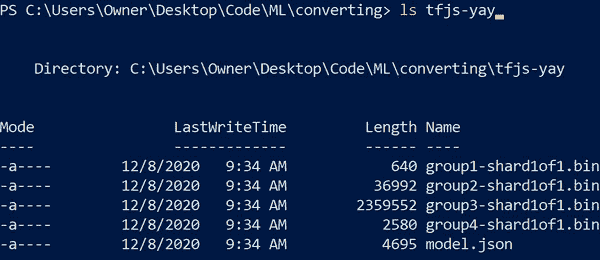 PS C:\Users\Owner\Desktop\Code\ML\converting> ls tfjs-yay
Directory: C:\Users\Owner\Desktop\Code\ML\converting\tfjs-yay
Mode LastWriteTime Length Name
---- ------------- ------ ----
-a---- 12/8/2020 9:34 AM 640 group1-shard1of1.bin
-a---- 12/8/2020 9:34 AM 36992 group2-shard1of1.bin
-a---- 12/8/2020 9:34 AM 2359552 group3-shard1of1.bin
-a---- 12/8/2020 9:34 AM 2580 group4-shard1of1.bin
-a---- 12/8/2020 9:34 AM 4695 model.json